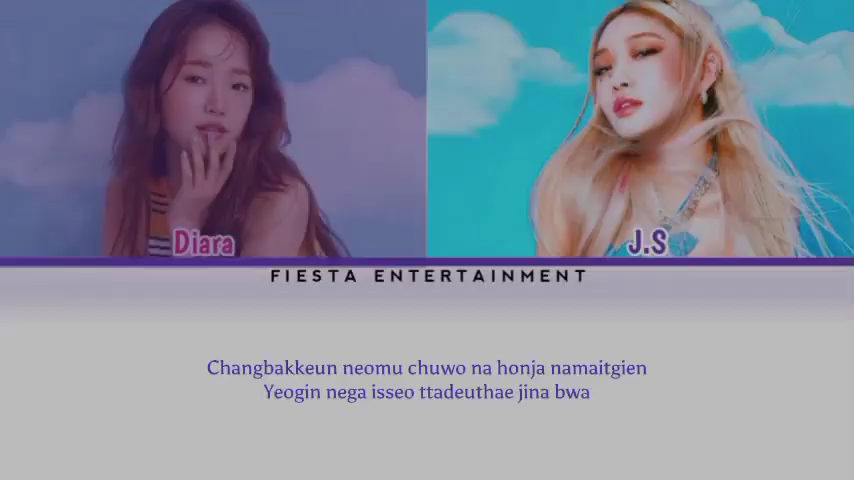 Diara
J.S
FIESTA ENTERTAINMENT
Changbakkeun neomu chuwo na honja namaitgien
Yeogin nega isseo ttadeuthae jina bwa